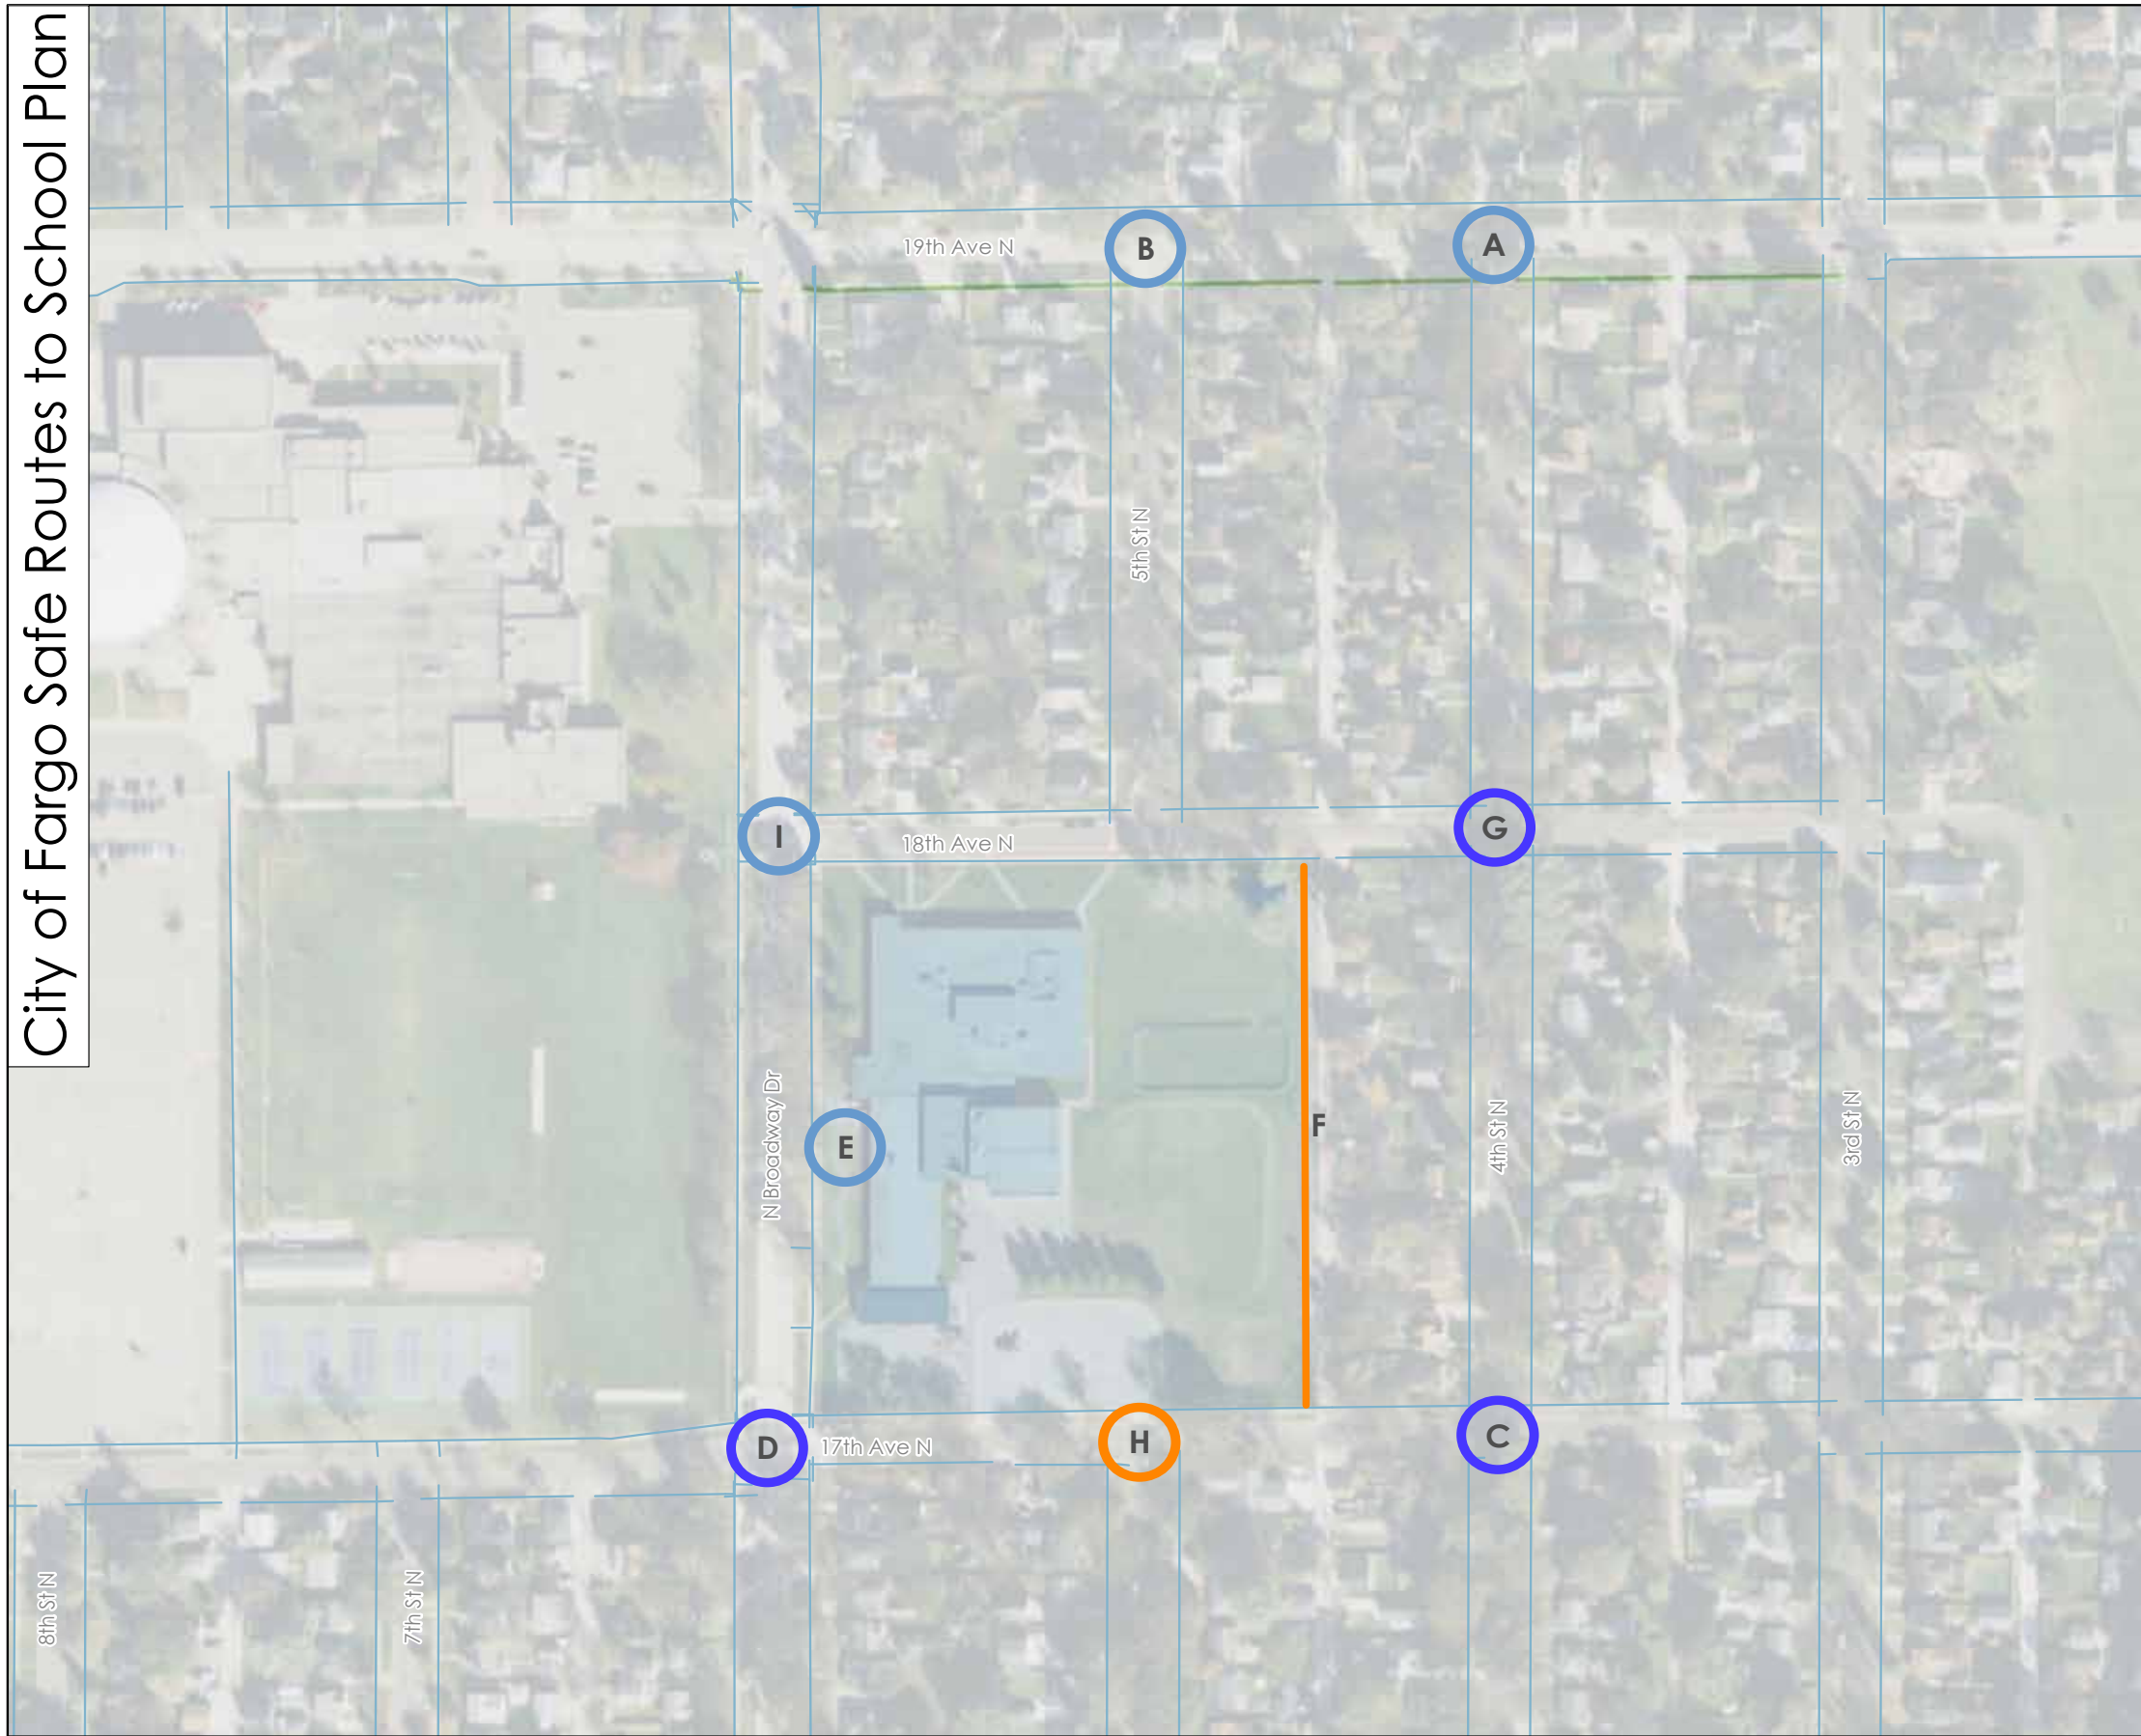 City of Fargo Safe Routes to School Plan
19th Ave N
B
A
5th St N
I
18th Ave N
G
N Broadway Dr
E
F
4th St N
3rd St N
D
17th Ave N
H
C
8th St N
7th St N